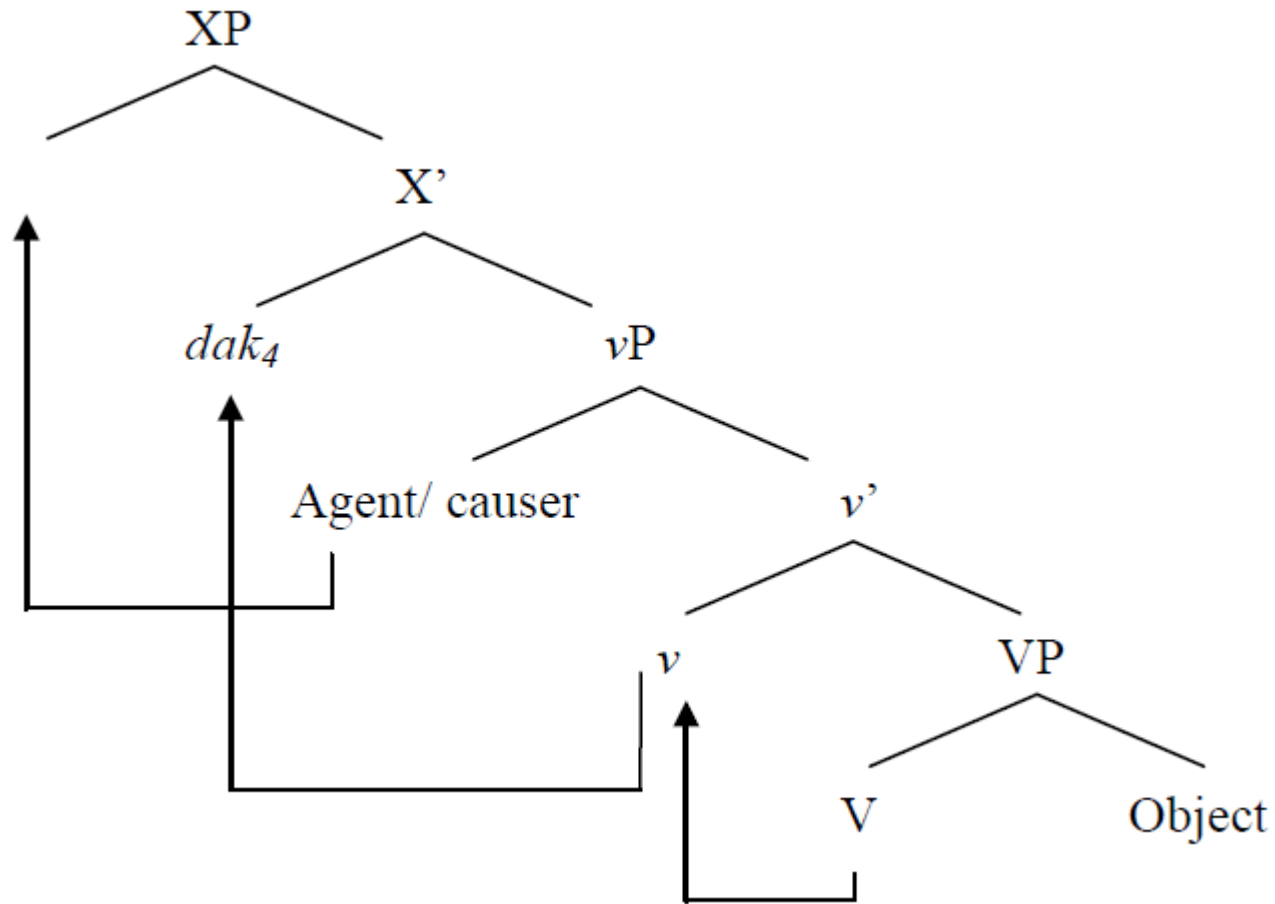 XP
X’
dak₄ vP
Agent/ causer v’
v VP
V Object